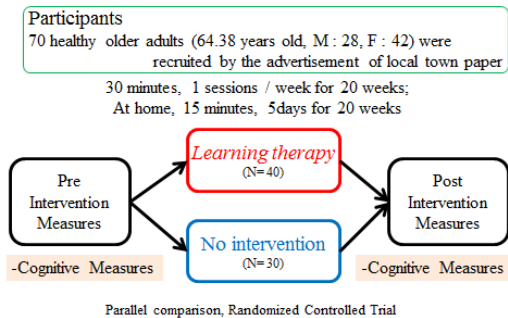 Participants
70 healthy older adults (64.38 years old, M : 28, F : 42) were
recruited by the advertisement of local town paper
30 minutes, 1 sessions / week for 20 weeks;
At home, 15 minutes, 5days for 20 weeks
Learning therapy
(N=40)
Pre
Intervention
Measures
Post
Intervention
Measures
No intervention
(N=30)
-Cognitive Measures
-Cognitive Measures
Parallel comparison, Randomized Controlled Trial